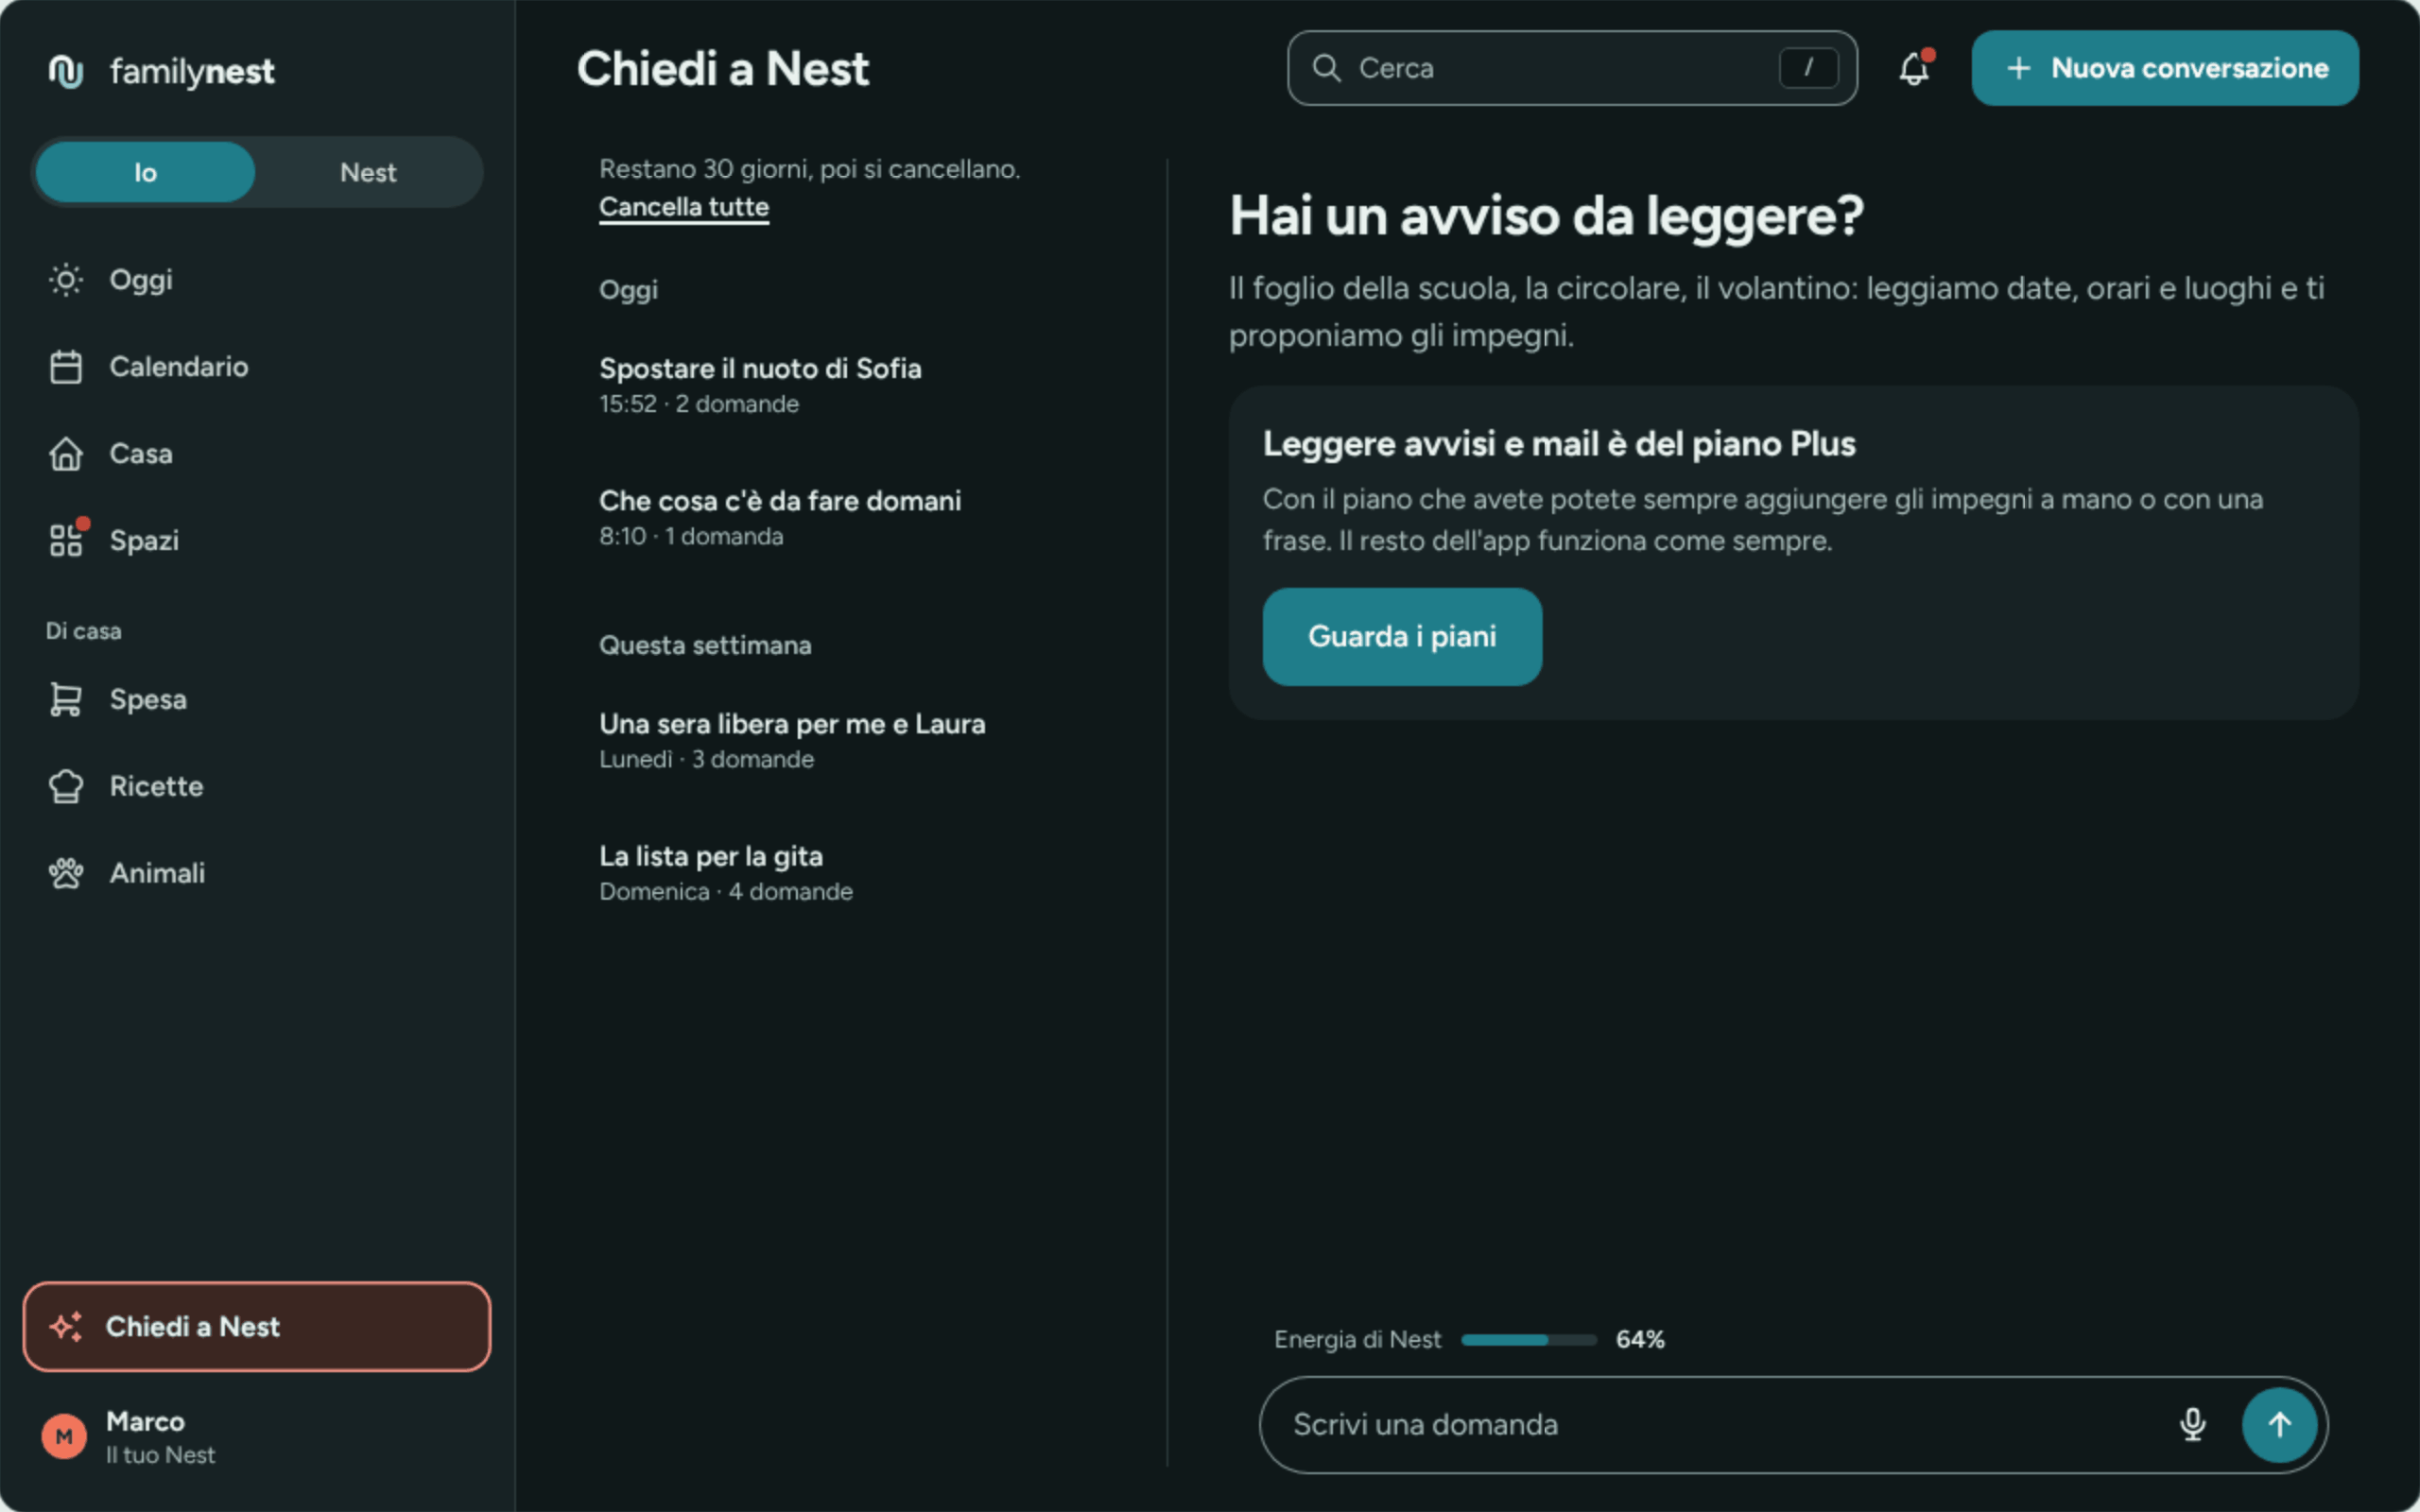 familynest
Io
Nest
Oggi
Calendario
Casa
Spazi
Di casa
Spesa
Ricette
Animali
Chiedi a Nest
M
Marco
Il tuo Nest
Chiedi a Nest
Cerca
/
+ Nuova conversazione
Restano 30 giorni, poi si cancellano.
Cancella tutte
Oggi
Spostare il nuoto di Sofia
15:52 · 2 domande
Che cosa c'è da fare domani
8:10 · 1 domanda
Questa settimana
Una sera libera per me e Laura
Lunedì · 3 domande
La lista per la gita
Domenica · 4 domande
Hai un avviso da leggere?
Il foglio della scuola, la circolare, il volantino: leggiamo date, orari e luoghi e ti
proponiamo gli impegni.
Leggere avvisi e mail è del piano Plus
Con il piano che avete potete sempre aggiungere gli impegni a mano o con una
frase. Il resto dell'app funziona come sempre.
Guarda i piani
Energia di Nest
64%
Scrivi una domanda